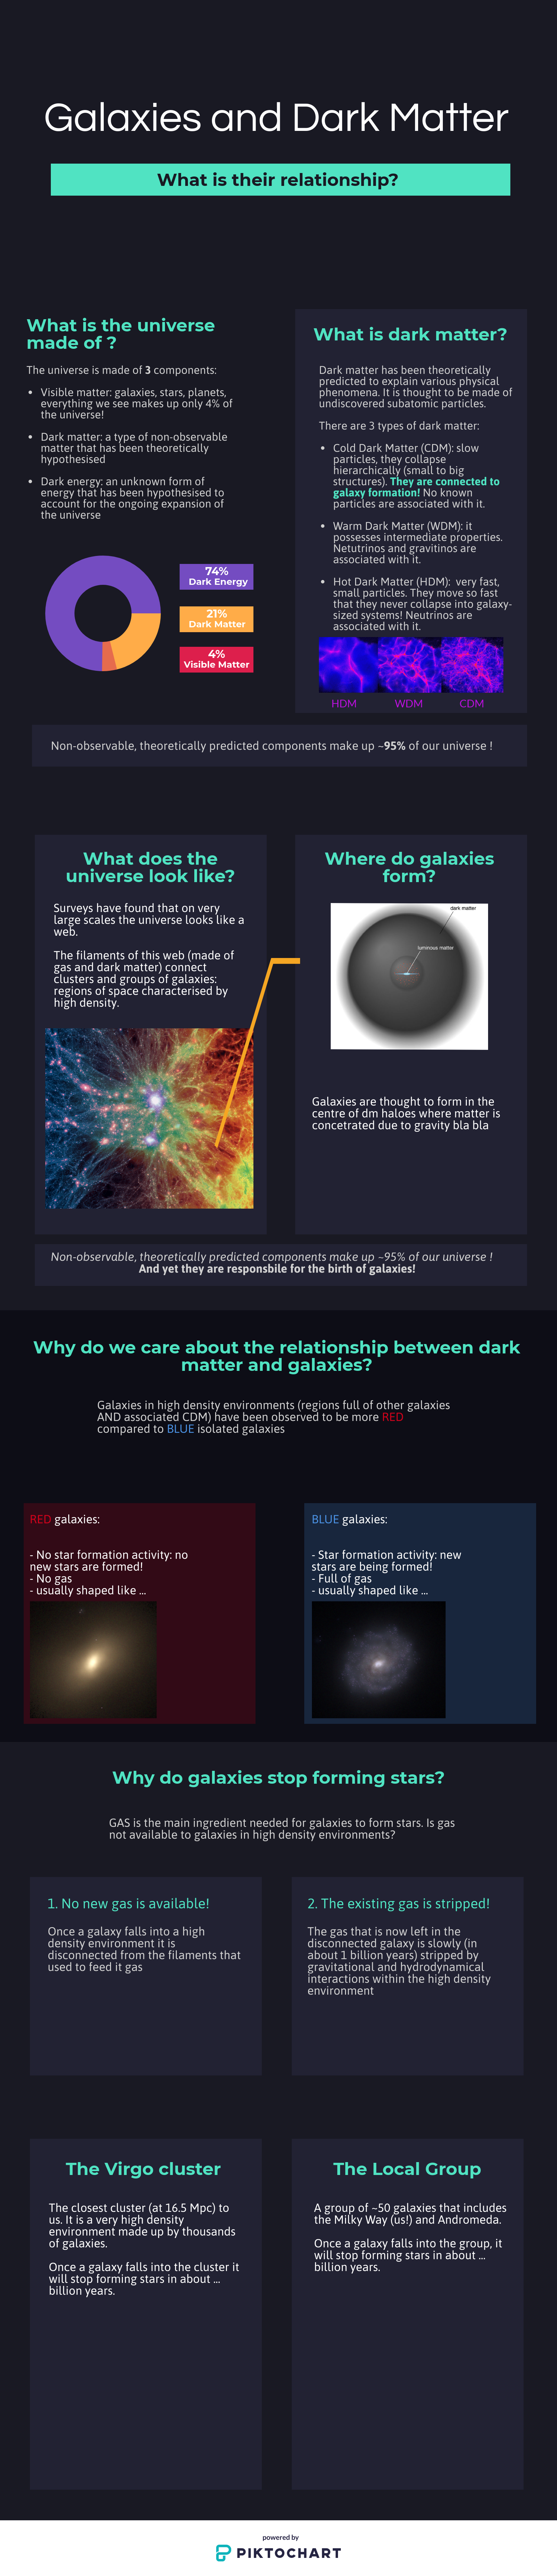 Galaxies and Dark Matter
What is their relationship?
What is the universe
made of ?
The universe is made of 3 components:
• Visible matter: galaxies, stars, planets,
everything we see makes up only 4% of
the universe!
• Dark matter: a type of non-observable
matter that has been theoretically
hypothesised
• Dark energy: an unknown form of
energy that has been hypothesised to
account for the ongoing expansion of
the universe
74%
Dark Energy
21%
Dark Matter
4%
Visible Matter
What is dark matter?
Dark matter has been theoretically
predicted to explain various physical
phenomena. It is thought to be made of
undiscovered subatomic particles.
There are 3 types of dark matter:
• Cold Dark Matter (CDM): slow
particles, they collapse
hierarchically (small to big
structures). They are connected to
galaxy formation! No known
particles are associated with it.
• Warm Dark Matter (WDM): it
possesses intermediate properties.
Netutrinos and gravitinos are
associated with it.
• Hot Dark Matter (HDM): very fast,
small particles. They move so fast
that they never collapse into galaxy-
sized systems! Neutrinos are
associated with it.
HDM WDM CDM
Non-observable, theoretically predicted components make up ~95% of our universe !
What does the
universe look like?
Surveys have found that on very
large scales the universe looks like a
web.
The filaments of this web (made of
gas and dark matter) connect
clusters and groups of galaxies:
regions of space characterised by
high density.
Where do galaxies
form?
dark matter
luminous matter
Galaxies are thought to form in the
centre of dm haloes where matter is
concetrated due to gravity bla bla
Non-observable, theoretically predicted components make up ~95% of our universe !
And yet they are responsbile for the birth of galaxies!
Why do we care about the relationship between dark
matter and galaxies?
Galaxies in high density environments (regions full of other galaxies
AND associated CDM) have been observed to be more RED
compared to BLUE isolated galaxies
RED galaxies:
- No star formation activity: no
new stars are formed!
- No gas
- usually shaped like ...
BLUE galaxies:
- Star formation activity: new
stars are being formed!
- Full of gas
- usually shaped like ...
Why do galaxies stop forming stars?
GAS is the main ingredient needed for galaxies to form stars. Is gas
not available to galaxies in high density environments?
1. No new gas is available!
Once a galaxy falls into a high
density environment it is
disconnected from the filaments that
used to feed it gas
2. The existing gas is stripped!
The gas that is now left in the
disconnected galaxy is slowly (in
about 1 billion years) stripped by
gravitational and hydrodynamical
interactions within the high density
environment
The Virgo cluster
The closest cluster (at 16.5 Mpc) to
us. It is a very high density
environment made up by thousands
of galaxies.
Once a galaxy falls into the cluster it
will stop forming stars in about ...
billion years.
The Local Group
A group of ~50 galaxies that includes
the Milky Way (us!) and Andromeda.
Once a galaxy falls into the group, it
will stop forming stars in about ...
billion years.
powered by
PIKTOCHART